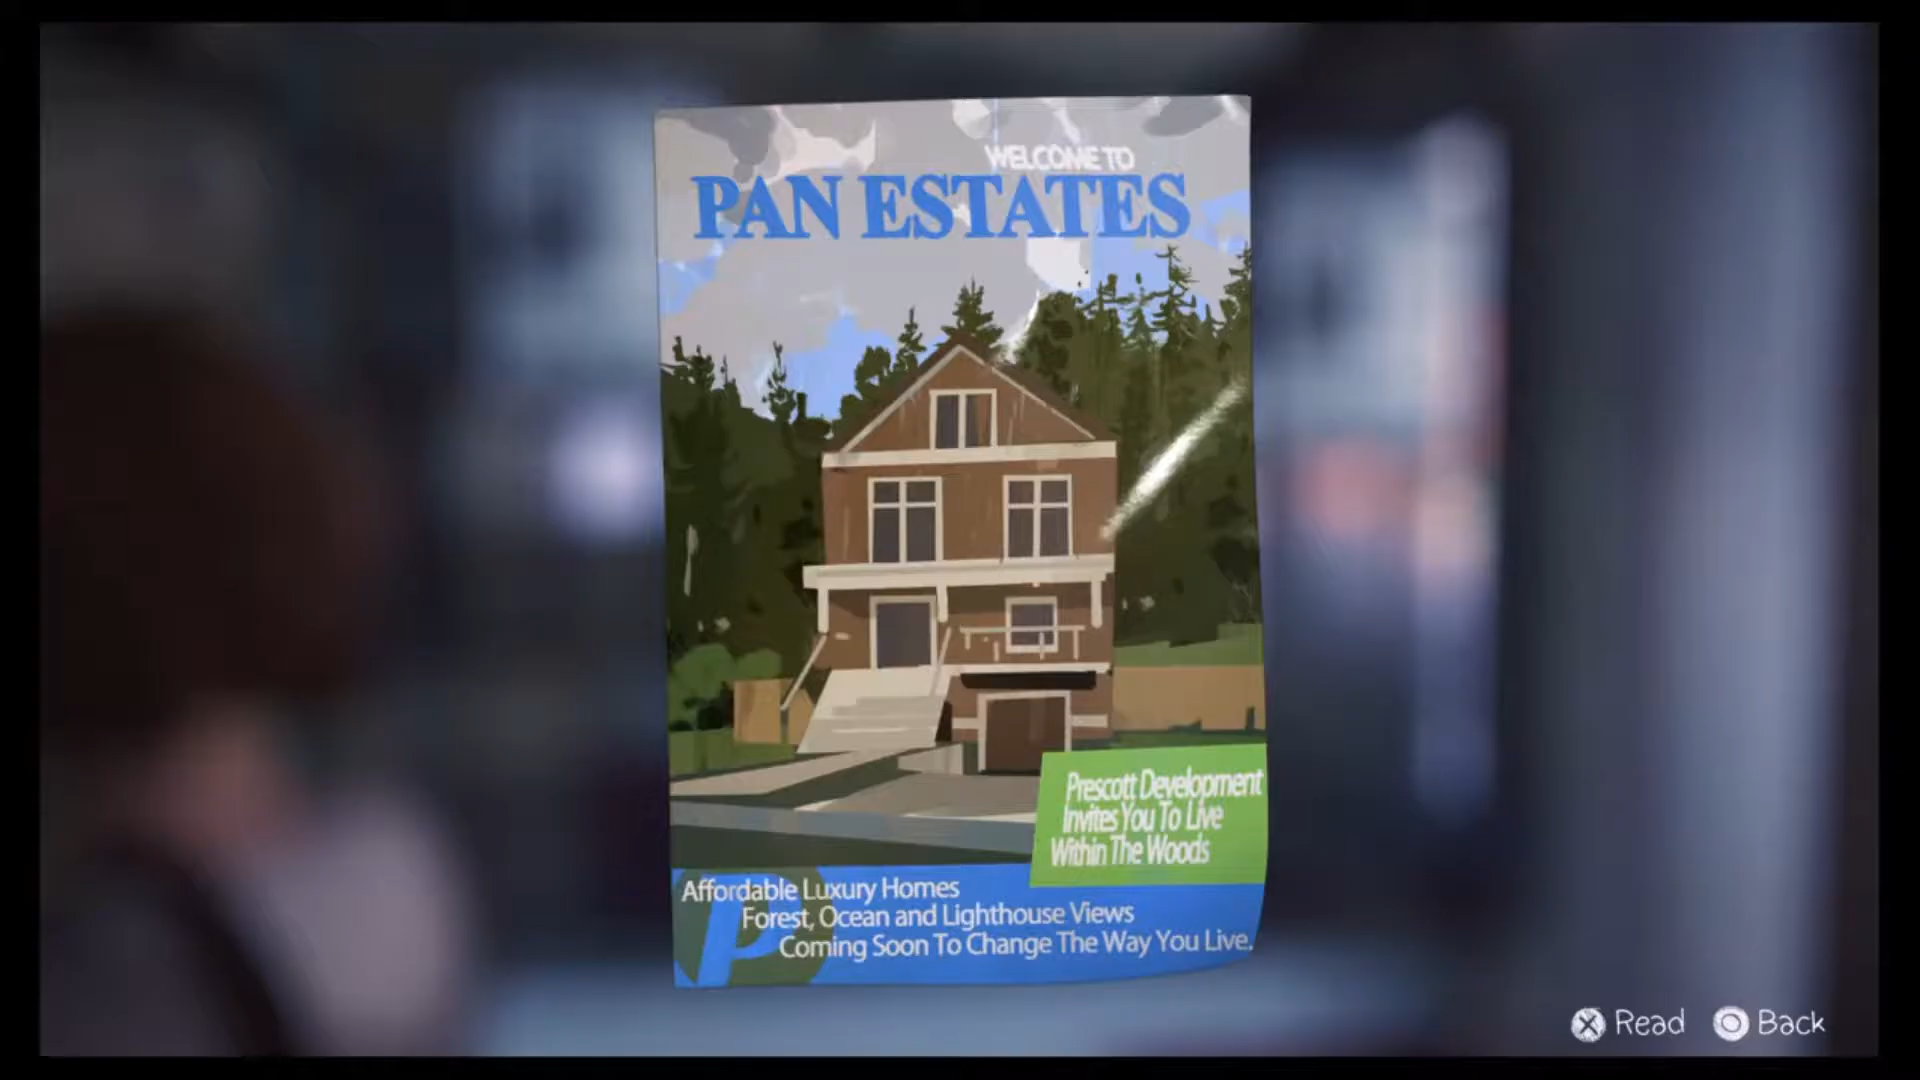 WELCOME TO
PAN ESTATES
Prescott Development
Invites You To Live
Within The Woods
Affordable Luxury Homes
Forest, Ocean and Lighthouse Views
Coming Soon To Change The Way You Live.
P
Read
Back